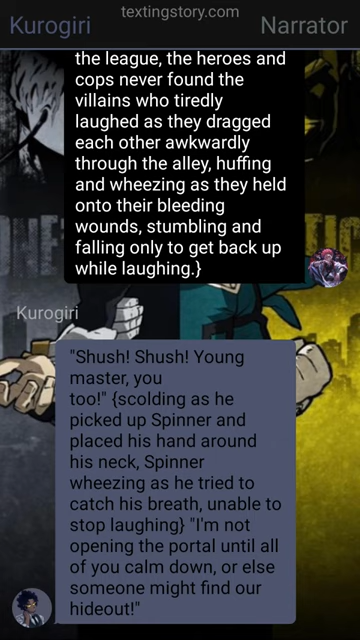 textingstory.com
Kurogiri
Narrator
the league, the heroes and
cops never found the
villains who tiredly
laughed as they dragged
each other awkwardly
through the alley, huffing
and wheezing as they held
onto their bleeding
wounds, stumbling and
falling only to get back up
while laughing.}
Kurogiri
"Shush! Shush! Young
master, you
too!" {scolding as he
picked up Spinner and
placed his hand around
his neck, Spinner
wheezing as he tried to
catch his breath, unable to
stop laughing} "I'm not
opening the portal until all
of you calm down, or else
someone might find our
hideout!"